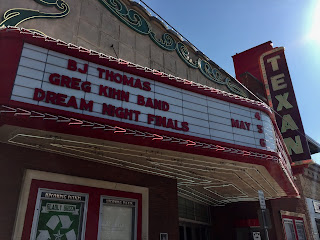 BJ THOMAS 4
GREG KIHN BAND MAY 5
DREAM NIGHT FINALS 6
TEXAN